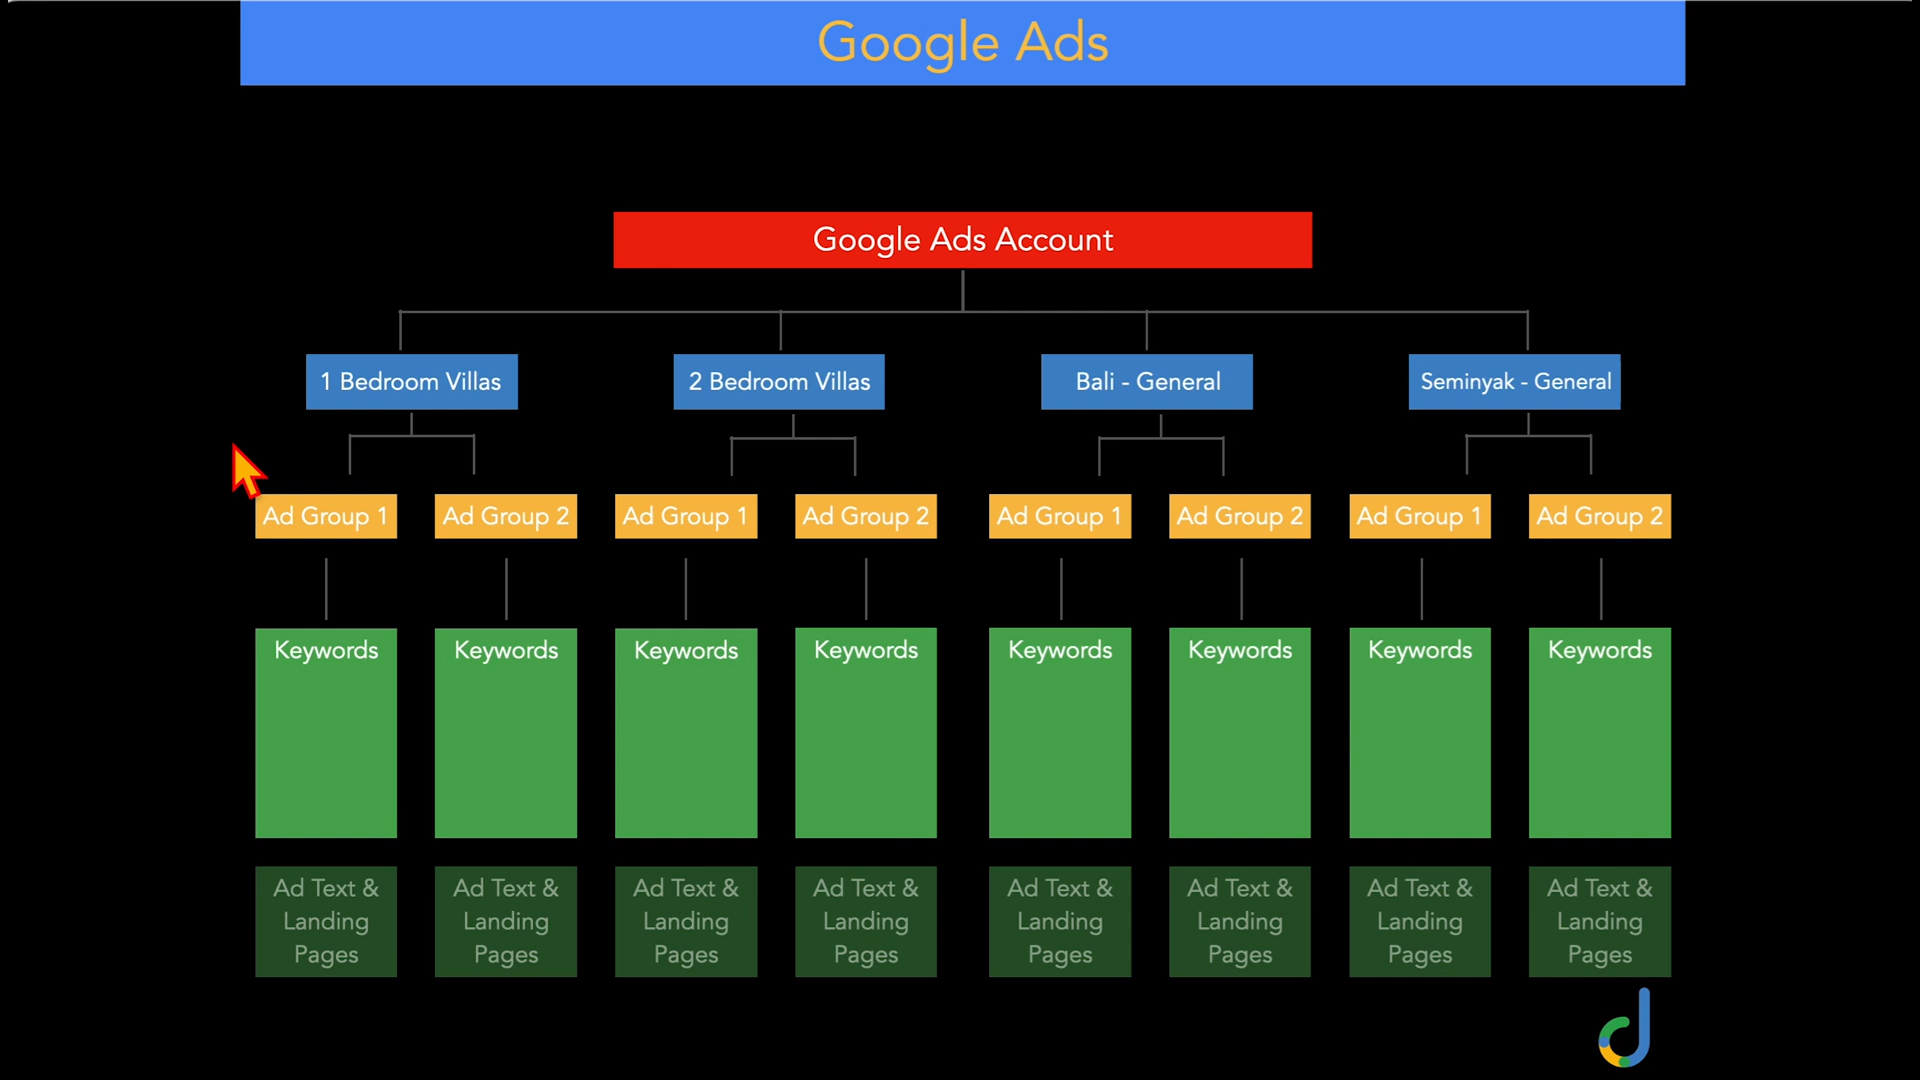 Google Ads
Google Ads Account
1 Bedroom Villas
2 Bedroom Villas
Bali - General
Seminyak - General
Ad Group 1
Ad Group 2
Ad Group 1
Ad Group 2
Ad Group 1
Ad Group 2
Ad Group 1
Ad Group 2
Keywords
Keywords
Keywords
Keywords
Keywords
Keywords
Keywords
Keywords
Ad Text &
Landing
Pages
Ad Text &
Landing
Pages
Ad Text &
Landing
Pages
Ad Text &
Landing
Pages
Ad Text &
Landing
Pages
Ad Text &
Landing
Pages
Ad Text &
Landing
Pages
Ad Text &
Landing
Pages